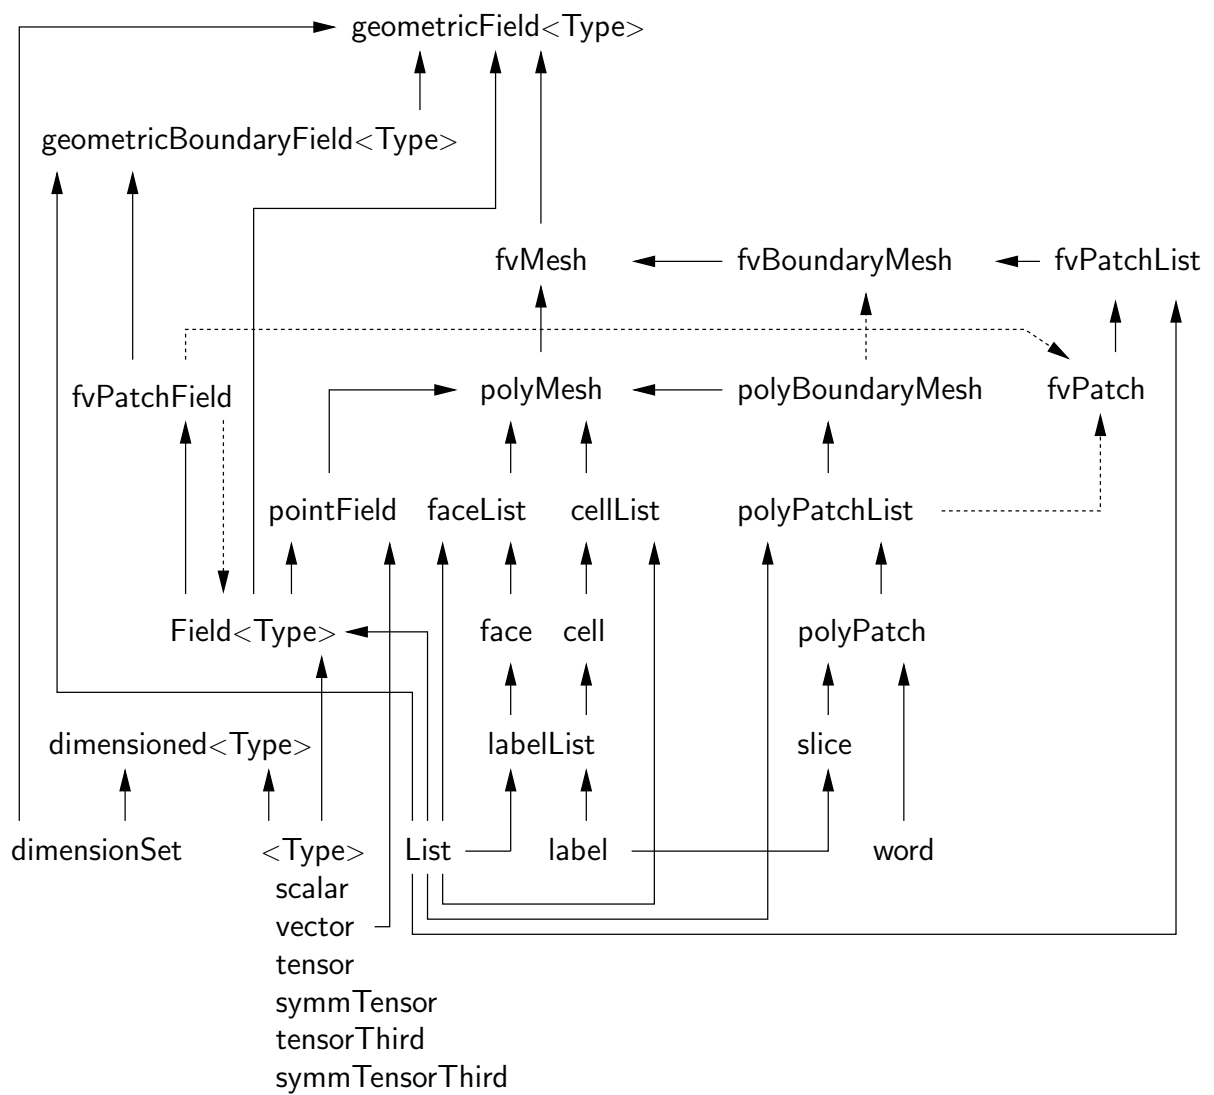 geometricField<Type>
geometricBoundaryField<Type>
fvMesh fvBoundaryMesh fvPatchList
fvPatchField polyMesh polyBoundaryMesh fvPatch
pointField faceList cellList polyPatchList
Field<Type> face cell polyPatch
dimensioned<Type> labelList slice
dimensionSet <Type> List label word
scalar
vector
tensor
symmTensor
tensorThird
symmTensorThird